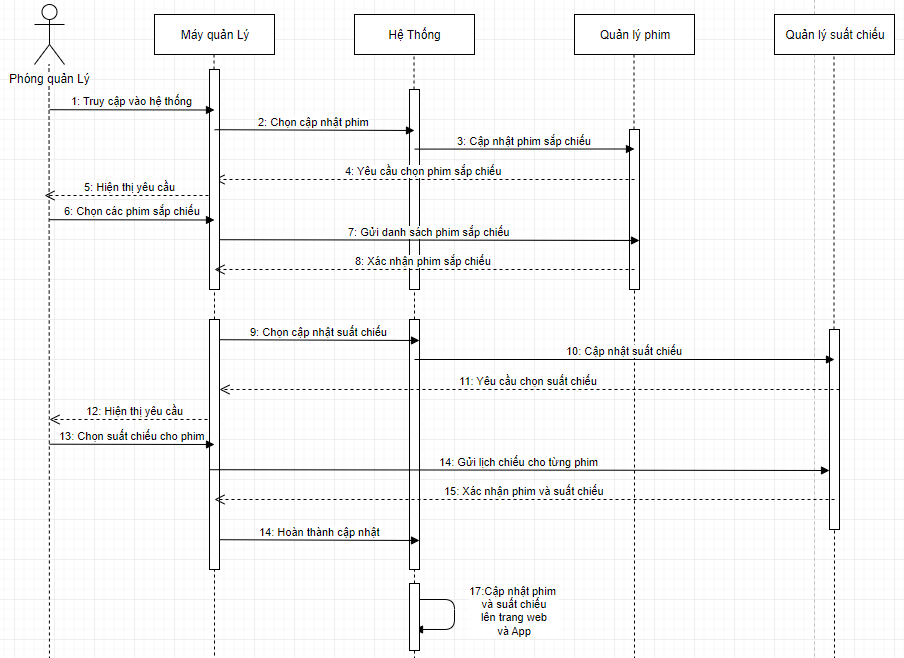 Máy quản Lý
Hệ Thống
Quản lý phim
Quản lý suất chiếu
Phóng quản Lý
1: Truy cập vào hệ thống
2: Chọn cập nhật phim
3: Cập nhật phim sắp chiếu
4: Yêu cầu chọn phim sắp chiếu
5: Hiện thị yêu cầu
6: Chọn các phim sắp chiếu
7: Gửi danh sách phim sắp chiếu
8: Xác nhận phim sắp chiếu
9: Chọn cập nhật suất chiếu
10: Cập nhật suất chiếu
11: Yêu cầu chọn suất chiếu
12: Hiện thị yêu cầu
13: Chọn suất chiếu cho phim
14: Gửi lịch chiếu cho từng phim
15: Xác nhận phim và suất chiếu
14: Hoàn thành cập nhật
17:Cập nhật phim
và suất chiếu
lên trang web
và App